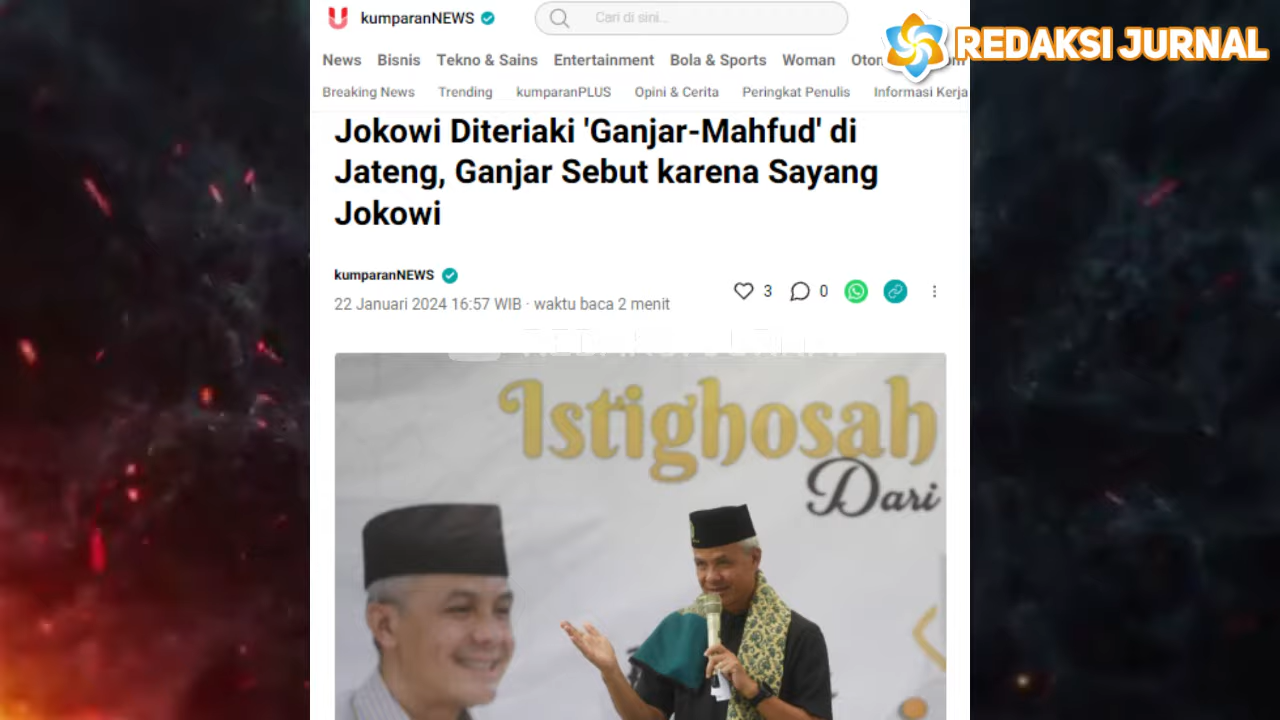 kumparanNEWS
Cari di sini...
REDAKSI JURNAL
News Bisnis Tekno & Sains Entertainment Bola & Sports Woman
Breaking News Trending kumparanPLUS Opini & Cerita Peringkat Penulis Informasi Kerja
Jokowi Diteriaki 'Ganjar-Mahfud' di
Jateng, Ganjar Sebut karena Sayang
Jokowi
kumparanNEWS
22 Januari 2024 16:57 WIB · waktu baca 2 menit
3 0
REDAKSI JURNAL
Istighosah
Dari